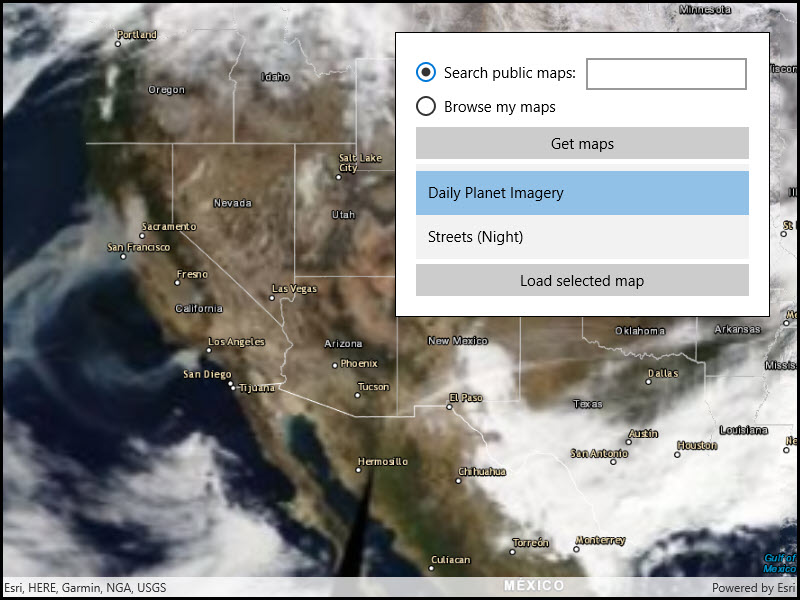 Minnesota
Portland
Search public maps:
Idaho
Oregon
Browse my maps
Get maps
Salt Lake
City
Daily Planet Imagery
Nevada
Utah
Sacramento
San Francisco
Streets (Night)
Fresno
Las Vegas
Load selected map
California
Los Angeles
Arizona
New Mexico
Oklahoma
Arkansas
Phoenix
San Diego
Tijuana
Tucson
Dallas
El Paso
Texas
Louisiana
Austin
Houston
San Antonio
Hermosillo
Chihuahua
Torreón
Monterrey
Culiacan
Gulf of
Mexico
MÉXICO
Esri, HERE, Garmin, NGA, USGS
Powered by Esri